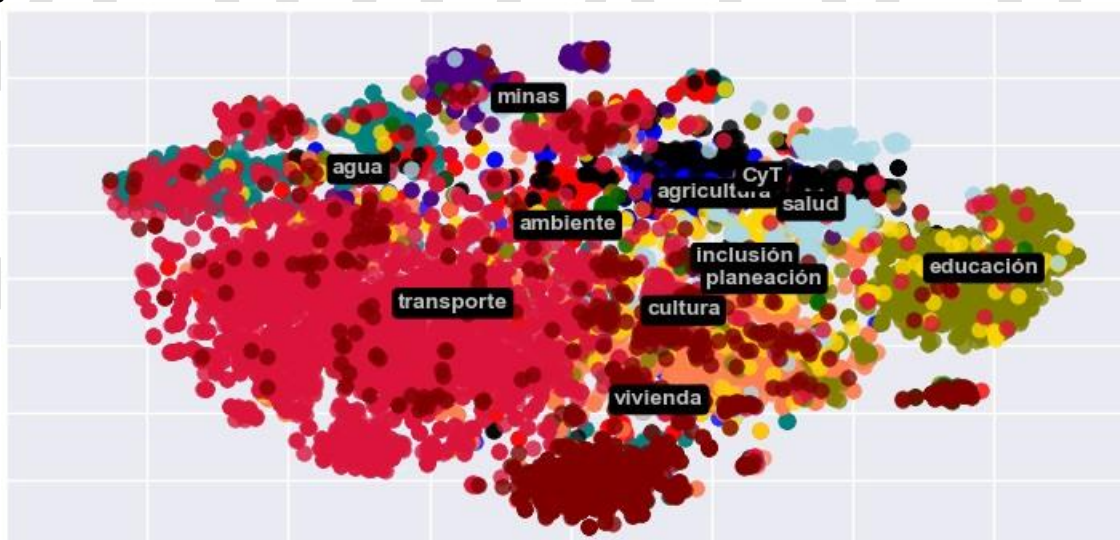 minas
agua
CyT
agricultura
salud
ambiente
inclusión
planeación
educación
transporte
cultura
vivienda